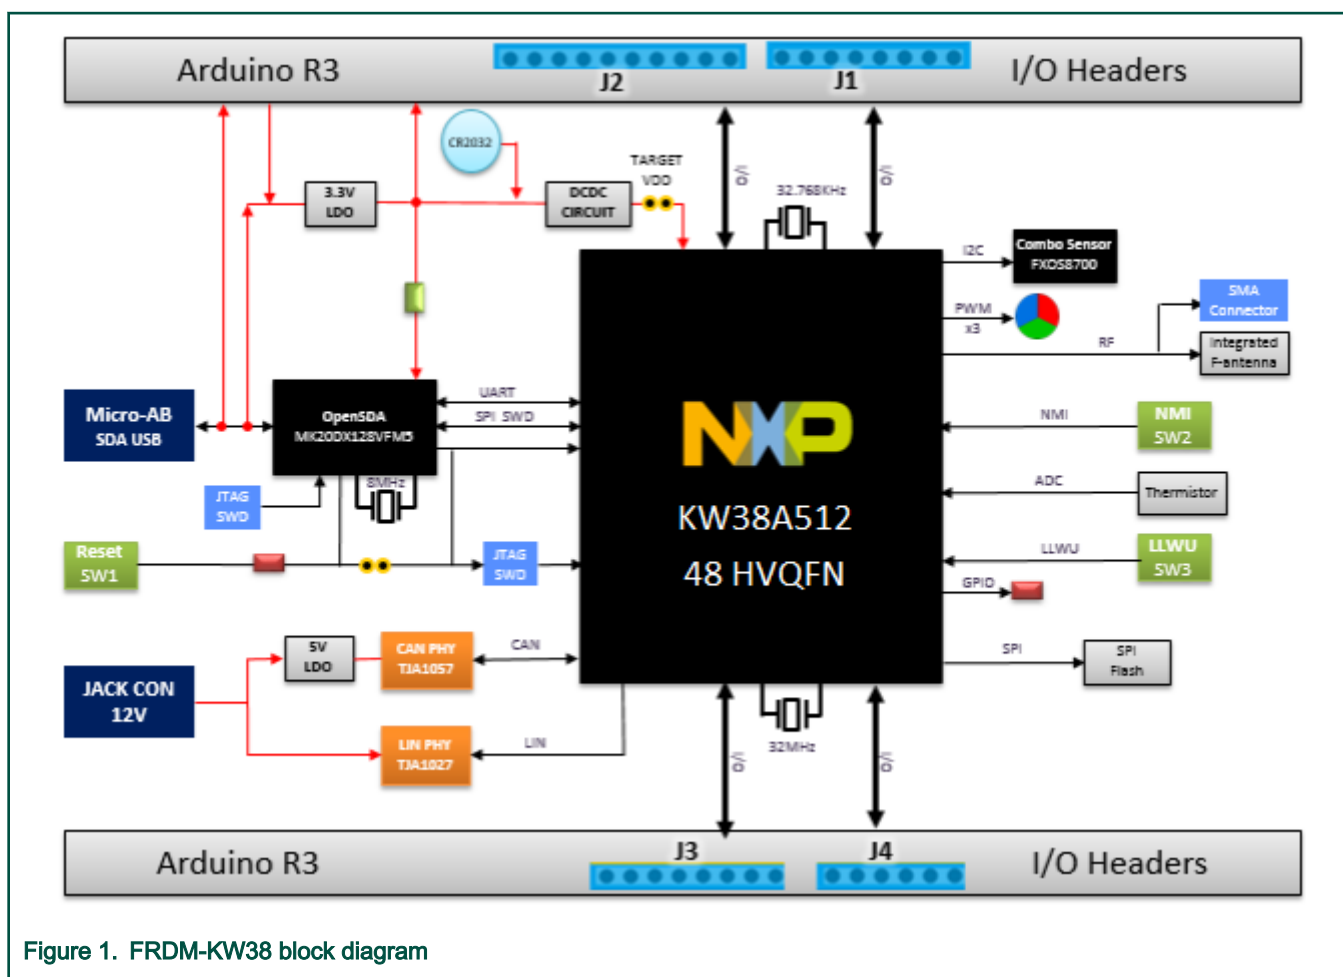 Arduino R3
J2
J1
I/O Headers
CR2032
TARGET
VDD
3.3V
LDO
DCDC
CIRCUIT
I/O
32.768KHz
I/O
I2C
Combo Sensor
FXOS8700
PWM
x3
SMA
Connector
RF
Integrated
F-antenna
Micro-AB
SDA USB
OpenSDA
MK20DX128VFM5
UART
SPI SWD
NXP
NMI
NMI
SW2
JTAG
SWD
8MHz
KW38A512
48 HVQFN
ADC
Thermistor
Reset
SW1
JTAG
SWD
LLWU
LLWU
SW3
GPIO
5V
LDO
CAN PHY
TJA1057
CAN
SPI
SPI
Flash
JACK CON
12V
LIN PHY
TJA1027
LIN
32MHz
I/O
I/O
Arduino R3
J3
J4
I/O Headers
Figure 1. FRDM-KW38 block diagram